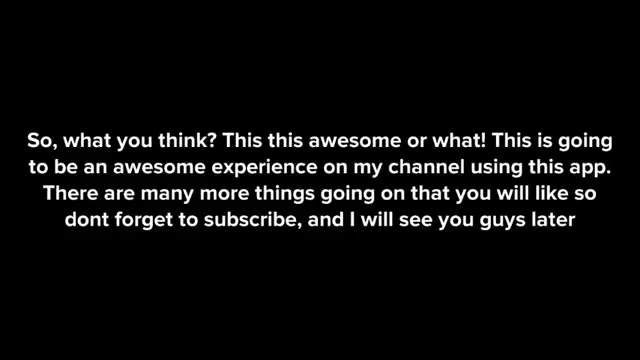 So, what you think? This this awesome or what! This is going
to be an awesome experience on my channel using this app.
There are many more things going on that you will like so
dont forget to subscribe, and I will see you guys later